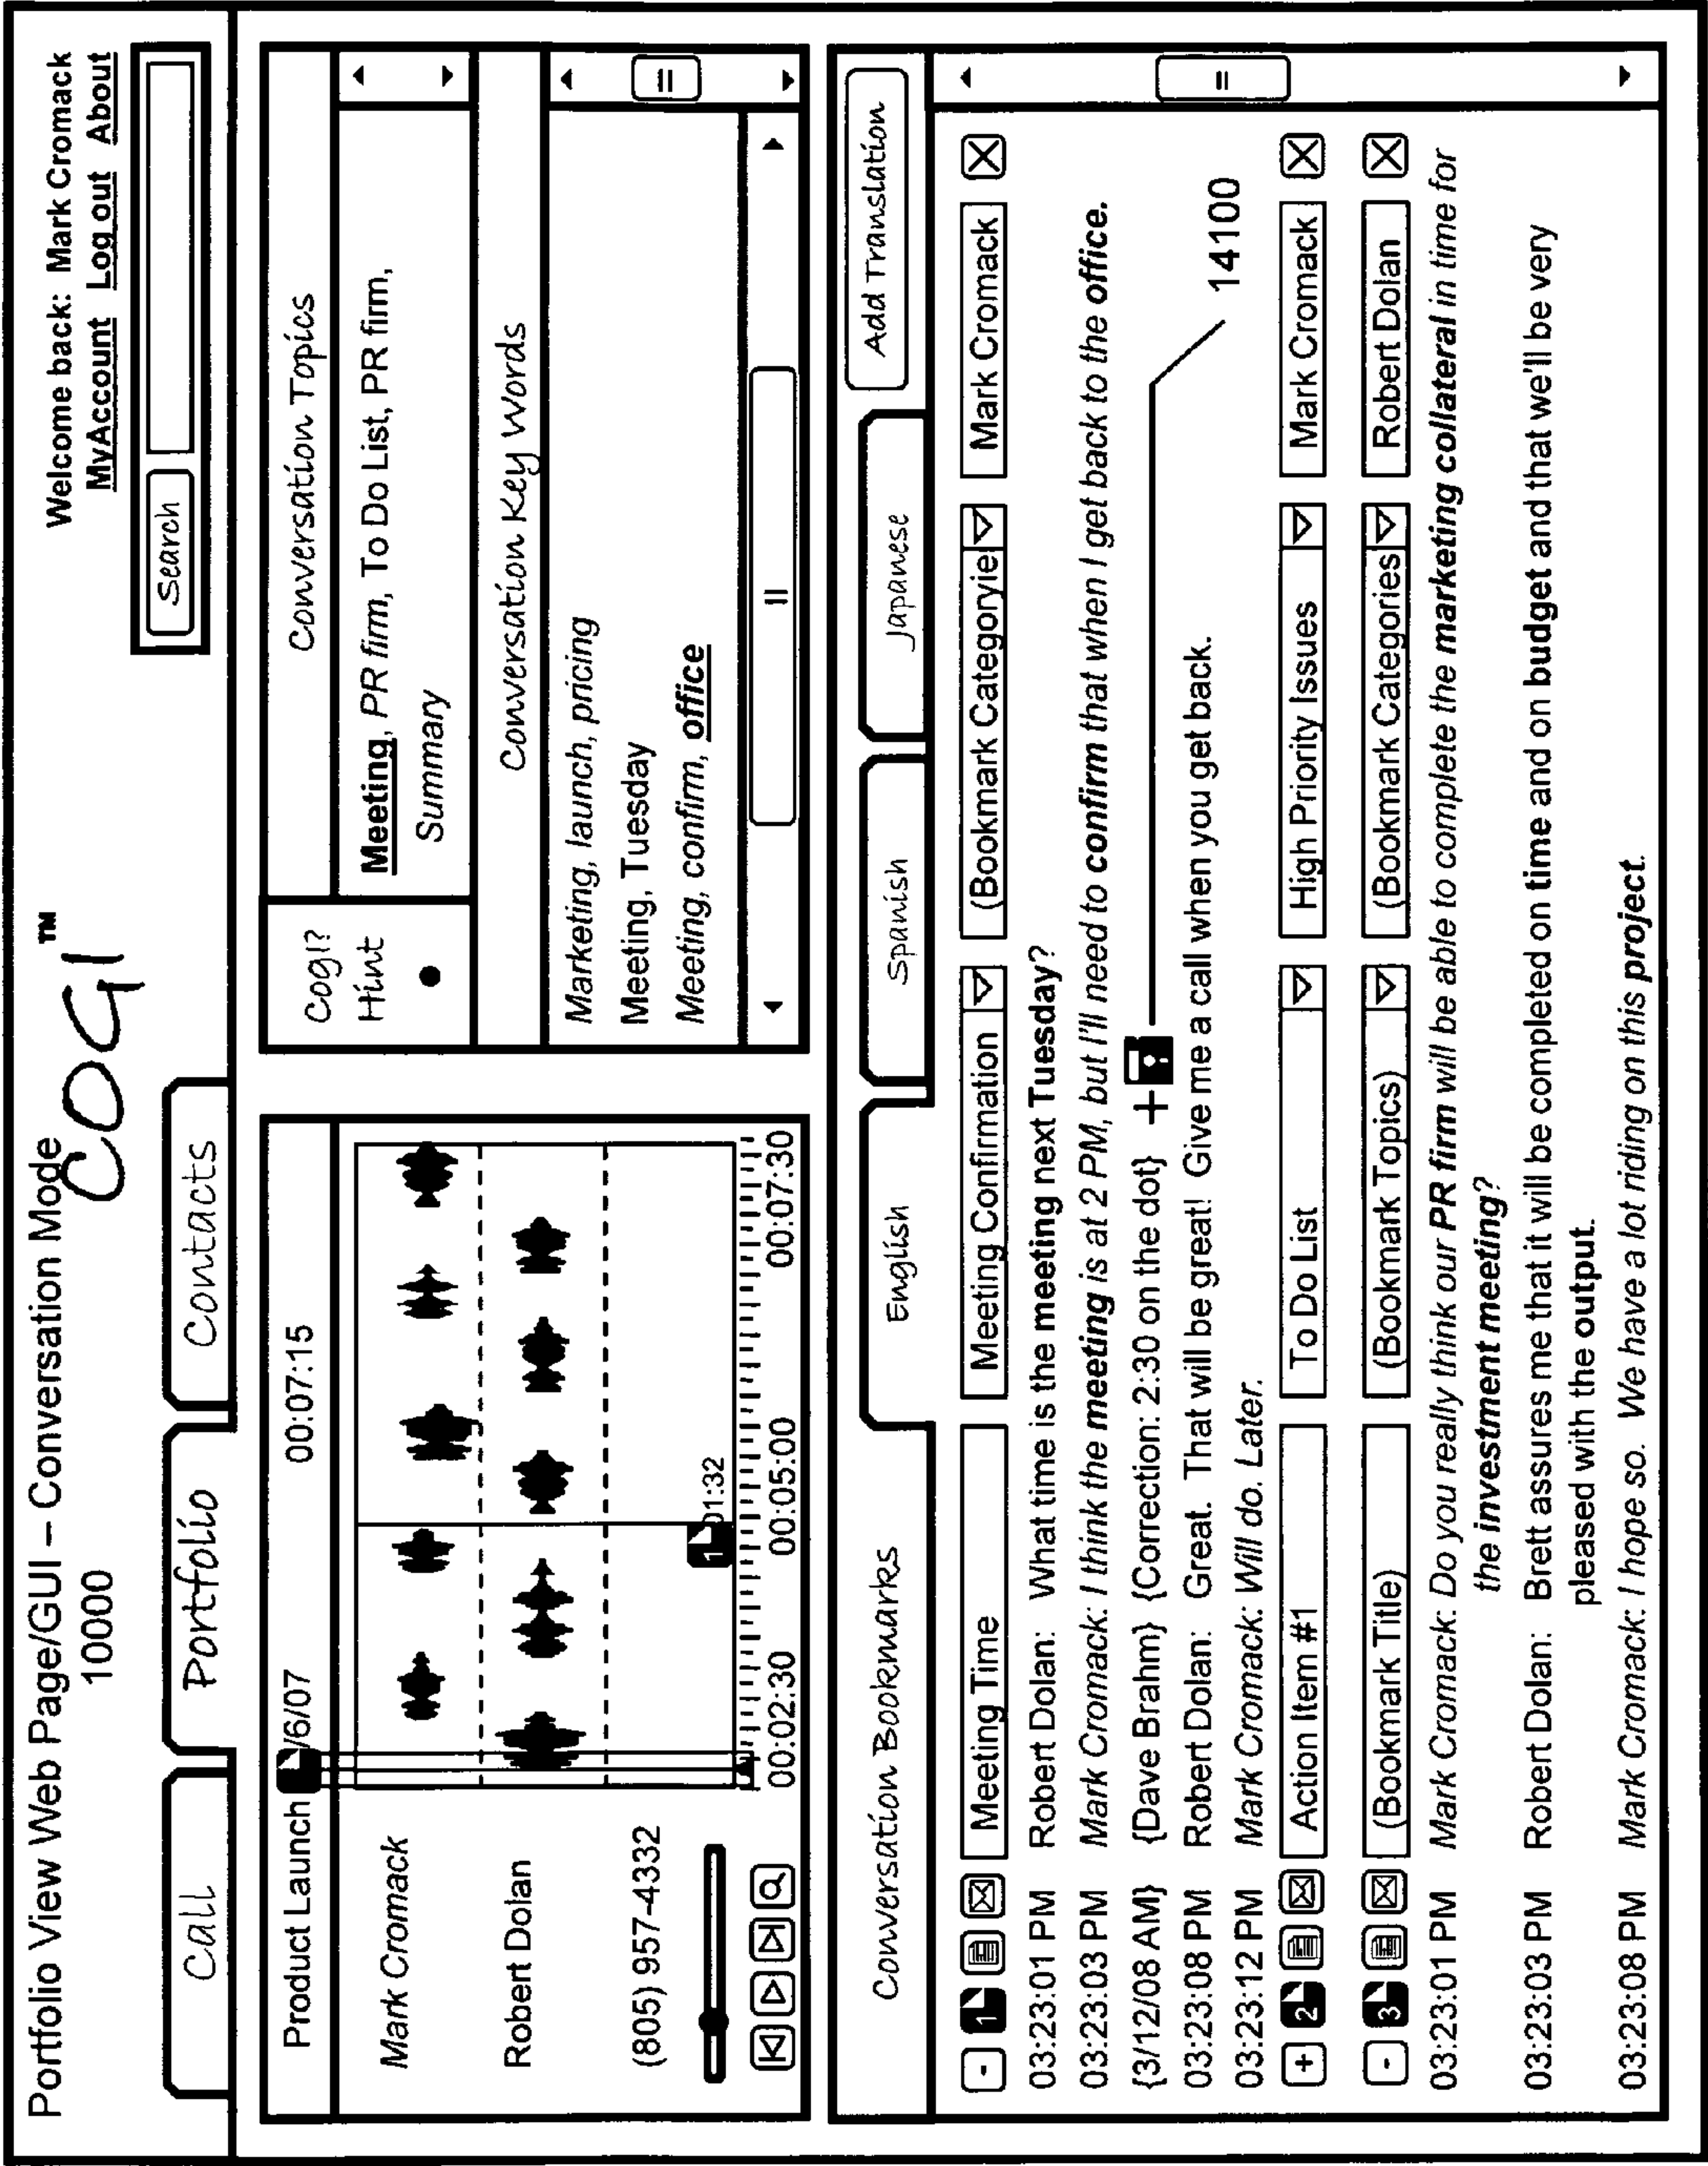 Portfolio View Web Page/GUI – Conversation Mode
10000
COGI™
Welcome back: Mark Cromack
MyAccount Log out About
Search
Call
Portfolio
Contacts
Product Launch /6/07 00:07:15
Mark Cromack
Robert Dolan
(805) 957-4332
1
01:32
00:02:30 00:05:00 00:07:30
Cogi?
Hint
Conversation Topics
Meeting, PR firm, To Do List, PR firm,
Summary
Conversation Key Words
Marketing, launch, pricing
Meeting, Tuesday
Meeting, confirm, office
Conversation Bookmarks
English
Spanish
Japanese
Add Translation
- 1 Meeting Time Meeting Confirmation (Bookmark Categoryie Mark Cromack
03:23:01 PM Robert Dolan: What time is the meeting next Tuesday?
03:23:03 PM Mark Cromack: I think the meeting is at 2 PM, but I'll need to confirm that when I get back to the office.
{3/12/08 AM} {Dave Brahm} {Correction: 2:30 on the dot} +
14100
03:23:08 PM Robert Dolan: Great. That will be great! Give me a call when you get back.
03:23:12 PM Mark Cromack: Will do. Later.
+ 2 Action Item #1 To Do List High Priority Issues Mark Cromack
- 3 (Bookmark Title) (Bookmark Topics) (Bookmark Categories) Robert Dolan
03:23:01 PM Mark Cromack: Do you really think our PR firm will be able to complete the marketing collateral in time for
the investment meeting?
03:23:03 PM Robert Dolan: Brett assures me that it will be completed on time and on budget and that we'll be very
pleased with the output.
03:23:08 PM Mark Cromack: I hope so. We have a lot riding on this project.